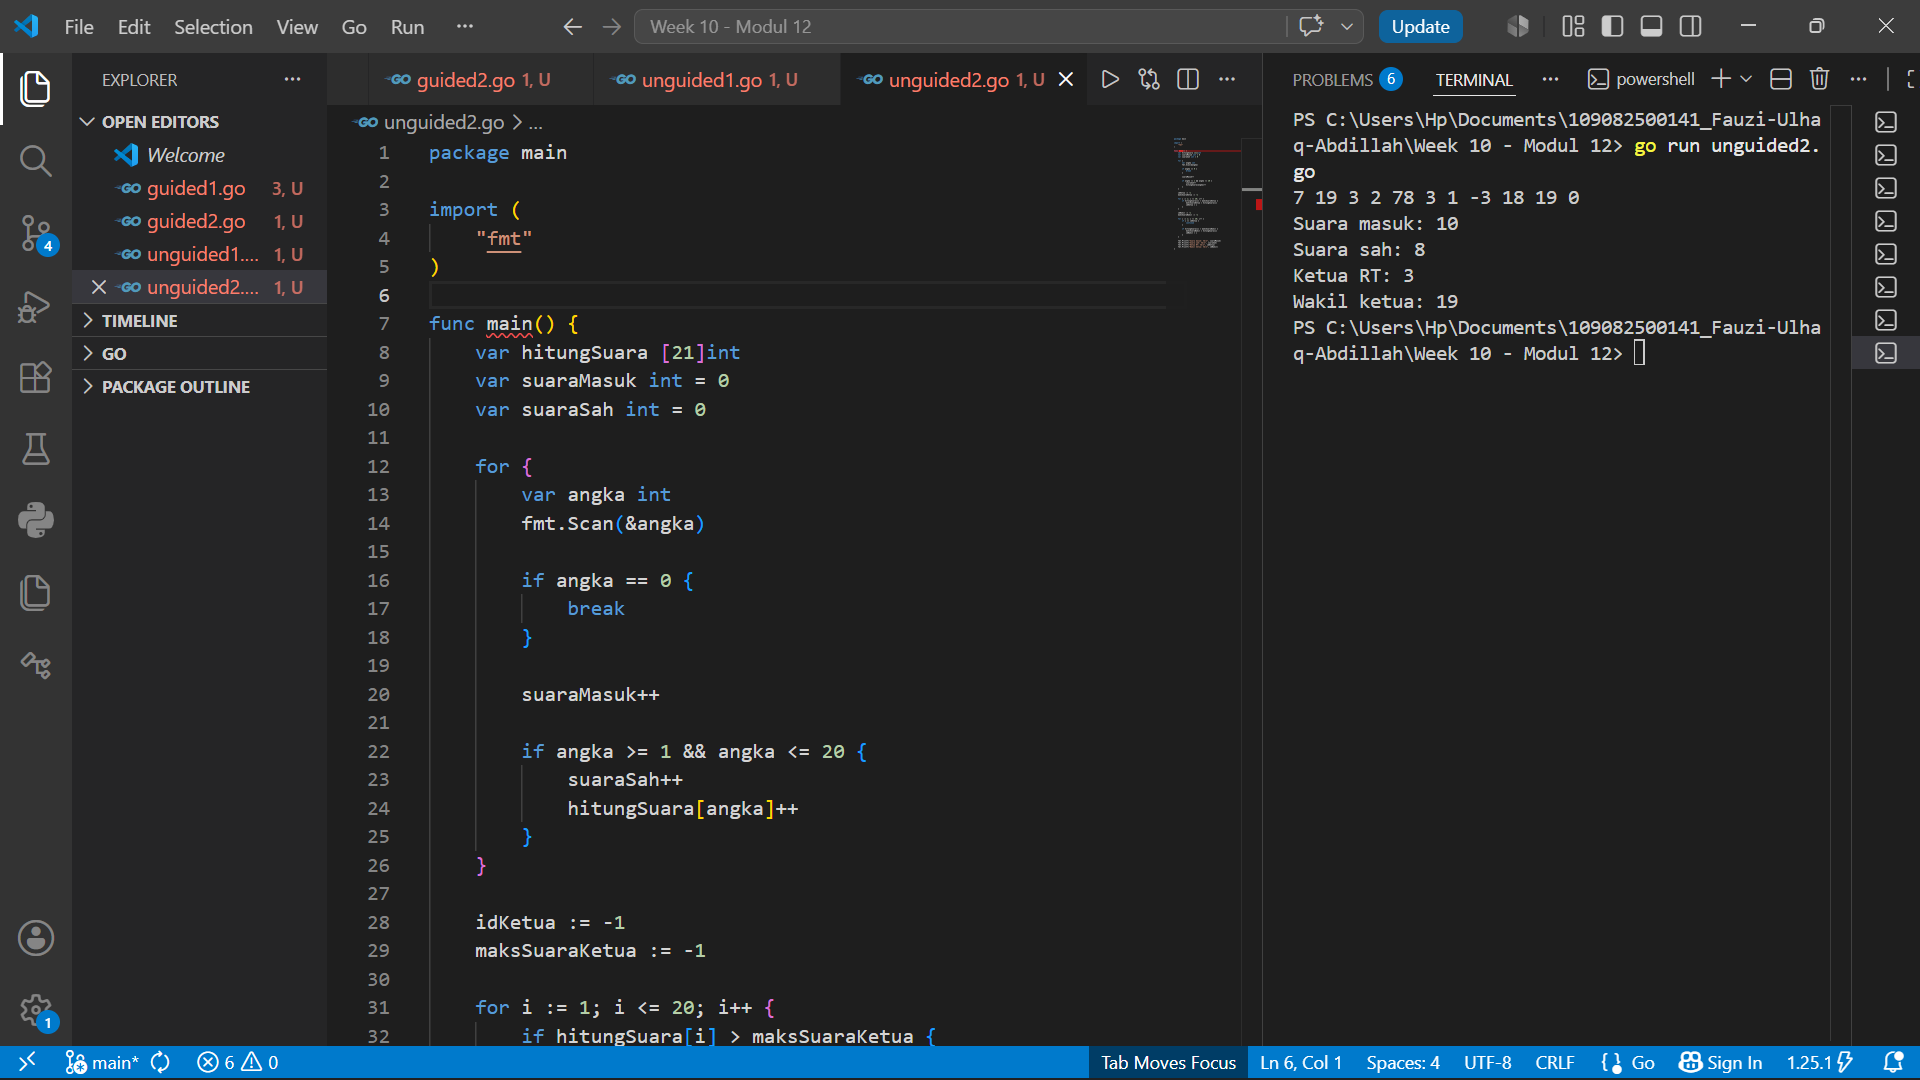 File Edit Selection View Go Run ···
Week 10 - Modul 12
Update
EXPLORER ···
OPEN EDITORS
Welcome
guided1.go 3, U
guided2.go 1, U
unguided1.... 1, U
unguided2.... 1, U
TIMELINE
GO
PACKAGE OUTLINE
4
1
guided2.go 1, U
unguided1.go 1, U
unguided2.go 1, U
unguided2.go > ...
1 package main
2
3 import (
4 "fmt"
5 )
6
7 func main() {
8 var hitungSuara [21]int
9 var suaraMasuk int = 0
10 var suaraSah int = 0
11
12 for {
13 var angka int
14 fmt.Scan(&angka)
15
16 if angka == 0 {
17 break
18 }
19
20 suaraMasuk++
21
22 if angka >= 1 && angka <= 20 {
23 suaraSah++
24 hitungSuara[angka]++
25 }
26 }
27
28 idKetua := -1
29 maksSuaraKetua := -1
30
31 for i := 1; i <= 20; i++ {
32 if hitungSuara[i] > maksSuaraKetua {
PROBLEMS 6 TERMINAL ··· powershell
PS C:\Users\Hp\Documents\109082500141_Fauzi-Ulha
q-Abdillah\Week 10 - Modul 12> go run unguided2.
go
7 19 3 2 78 3 1 -3 18 19 0
Suara masuk: 10
Suara sah: 8
Ketua RT: 3
Wakil ketua: 19
PS C:\Users\Hp\Documents\109082500141_Fauzi-Ulha
q-Abdillah\Week 10 - Modul 12>
main* 6 0 Tab Moves Focus Ln 6, Col 1 Spaces: 4 UTF-8 CRLF {} Go Sign In 1.25.1